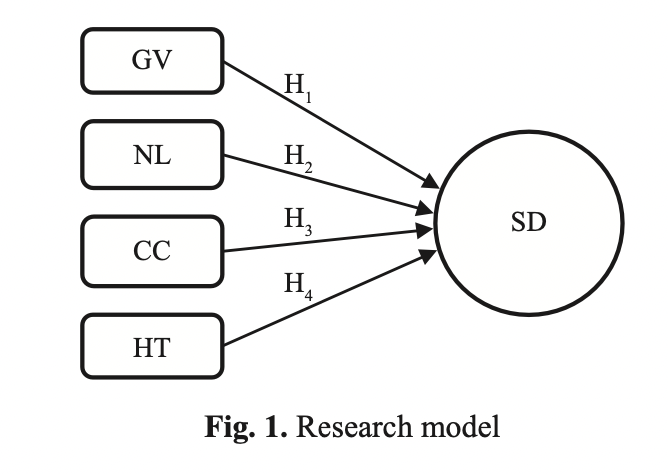 GV
H₁
NL
H₂
SD
CC
H₃
HT
H₄
Fig. 1. Research model